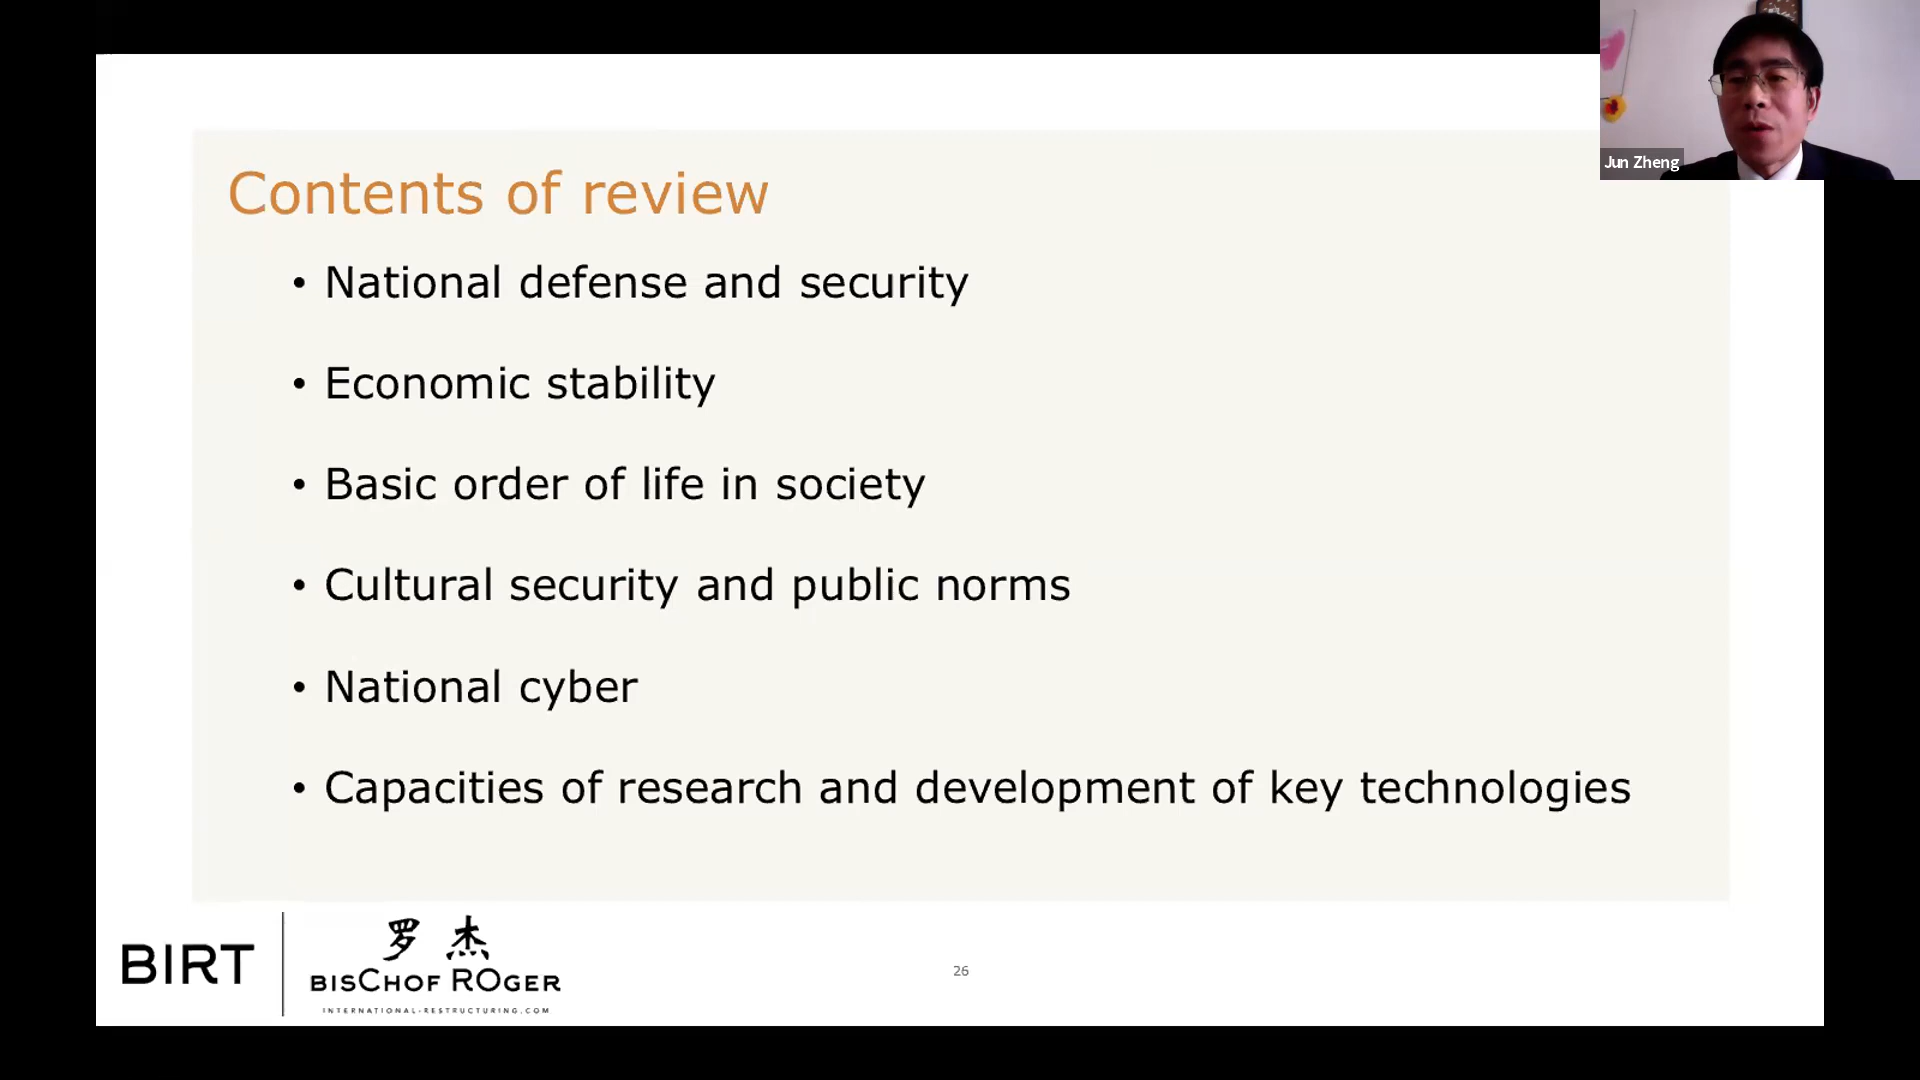 Jun Zheng
Contents of review
• National defense and security
• Economic stability
• Basic order of life in society
• Cultural security and public norms
• National cyber
• Capacities of research and development of key technologies
BIRT
罗 杰
BISCHOF ROGER
INTERNATIONAL-RESTRUCTURING.COM
26